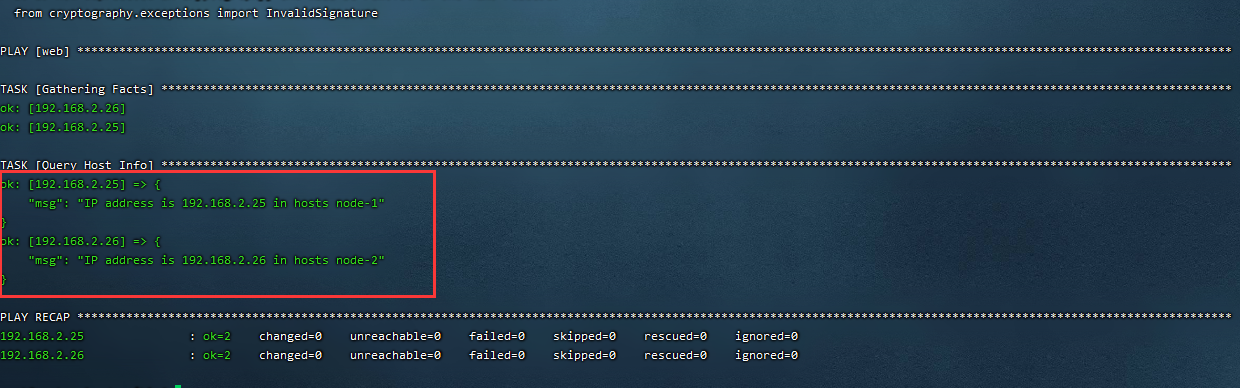 from cryptography.exceptions import InvalidSignature
PLAY [web] *********************************************************************************************************************************************************************
TASK [Gathering Facts] *********************************************************************************************************************************************************
ok: [192.168.2.26]
ok: [192.168.2.25]
TASK [Query Host Info] *********************************************************************************************************************************************************
ok: [192.168.2.25] => {
    "msg": "IP address is 192.168.2.25 in hosts node-1"
}
ok: [192.168.2.26] => {
    "msg": "IP address is 192.168.2.26 in hosts node-2"
}
PLAY RECAP *********************************************************************************************************************************************************************
192.168.2.25               : ok=2    changed=0    unreachable=0    failed=0    skipped=0    rescued=0    ignored=0
192.168.2.26               : ok=2    changed=0    unreachable=0    failed=0    skipped=0    rescued=0    ignored=0